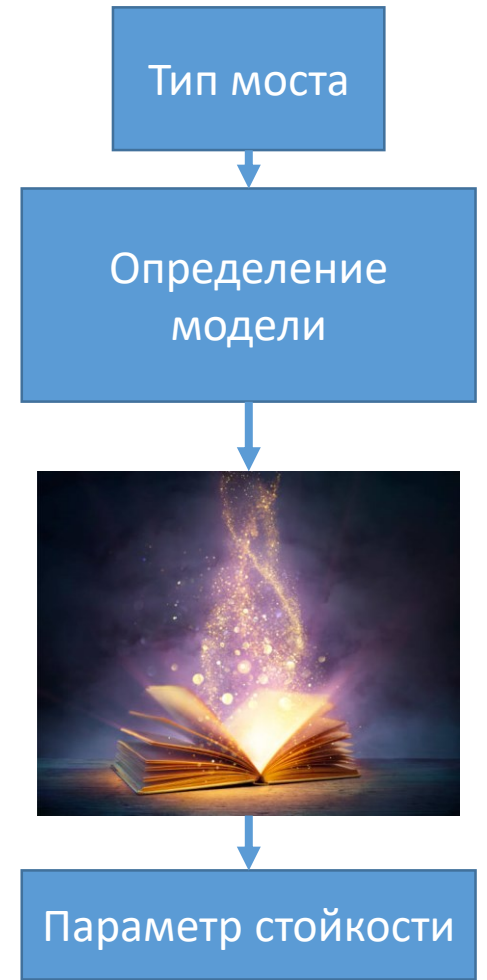 Тип моста
Определение
модели
Параметр стойкости